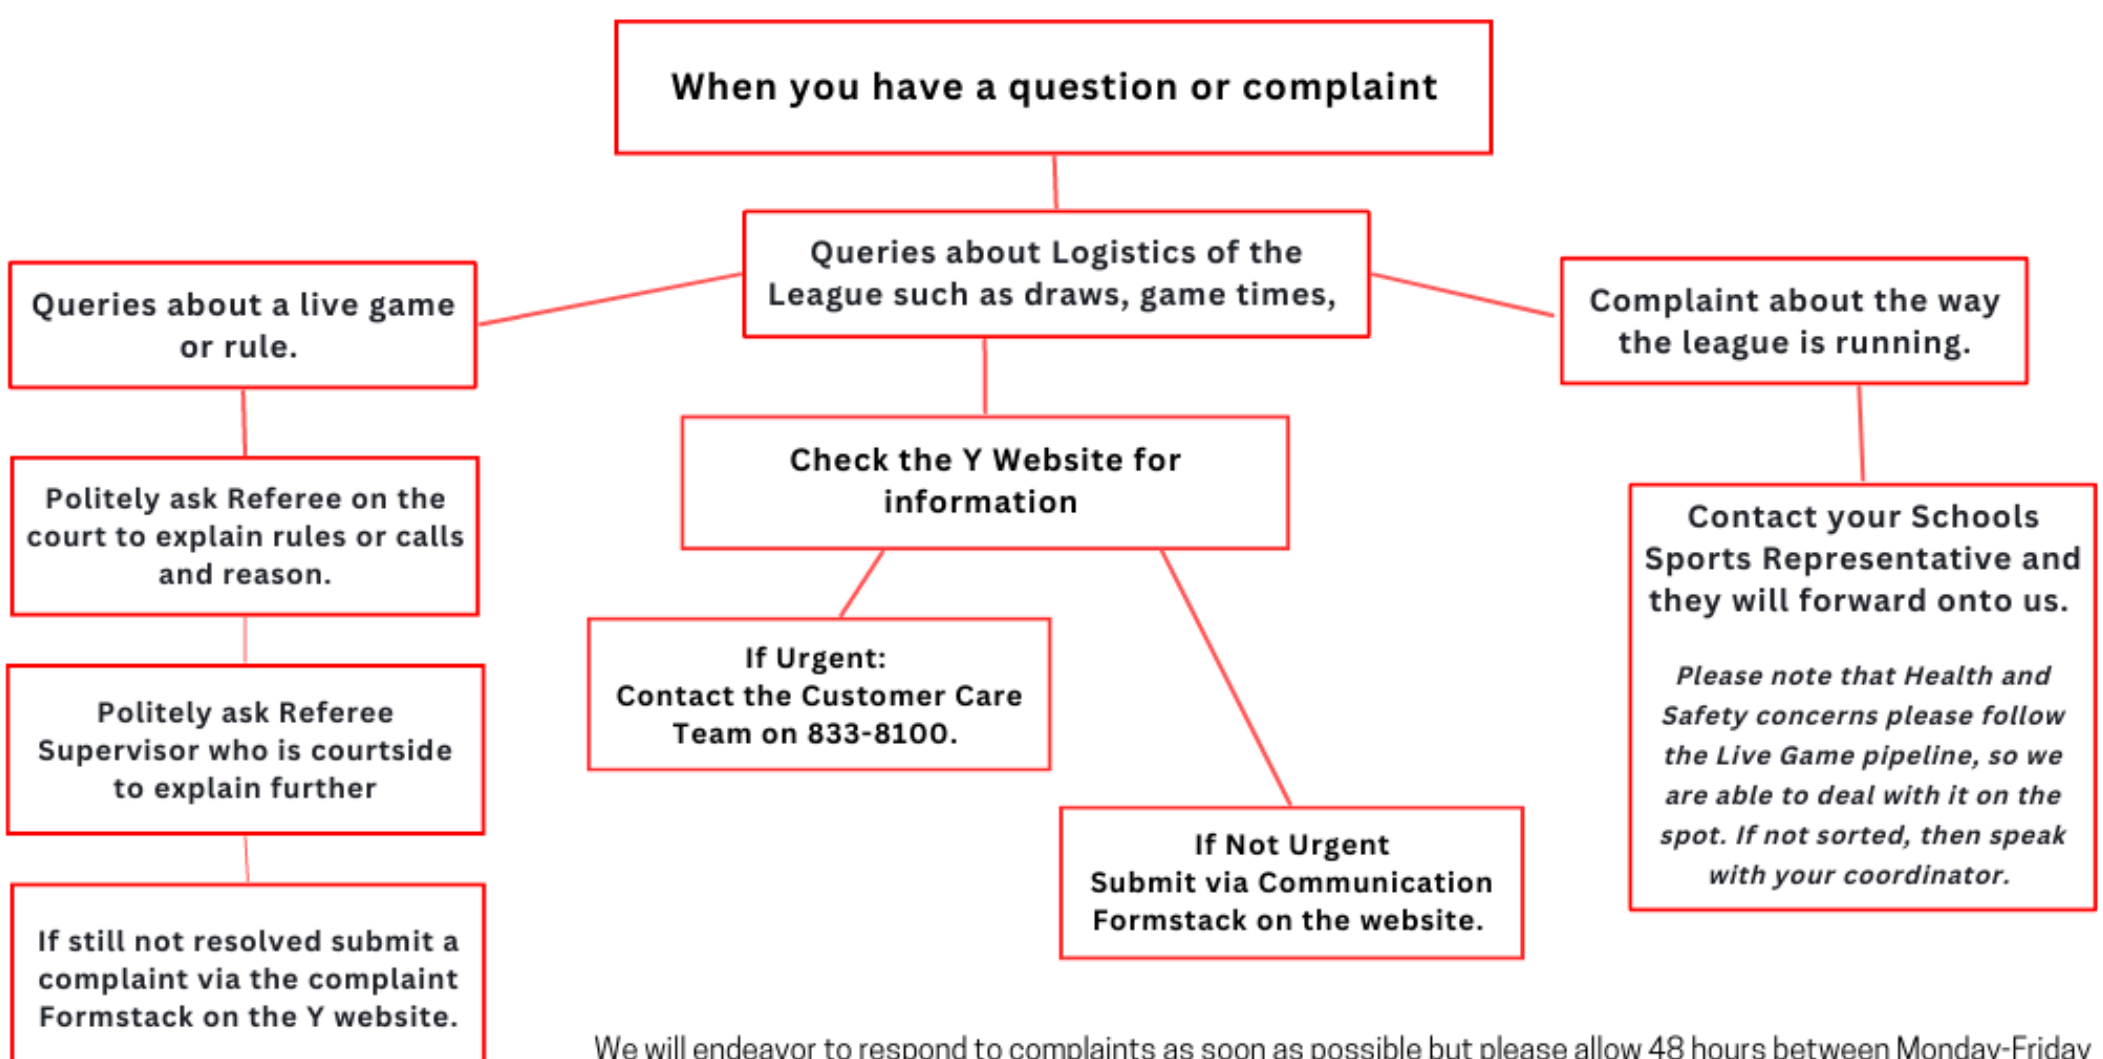 When you have a question or complaint
Queries about Logistics of the
League such as draws, game times,
Queries about a live game
or rule.
Complaint about the way
the league is running.
Politely ask Referee on the
court to explain rules or calls
and reason.
Check the Y Website for
information
Contact your Schools
Sports Representative and
they will forward onto us.
Please note that Health and
Safety concerns please follow
the Live Game pipeline, so we
are able to deal with it on the
spot. If not sorted, then speak
with your coordinator.
Politely ask Referee
Supervisor who is courtside
to explain further
If Urgent:
Contact the Customer Care
Team on 833-8100.
If Not Urgent
Submit via Communication
Formstack on the website.
If still not resolved submit a
complaint via the complaint
Formstack on the Y website.
We will endeavor to respond to complaints as soon as possible but please allow 48 hours between Monday-Friday